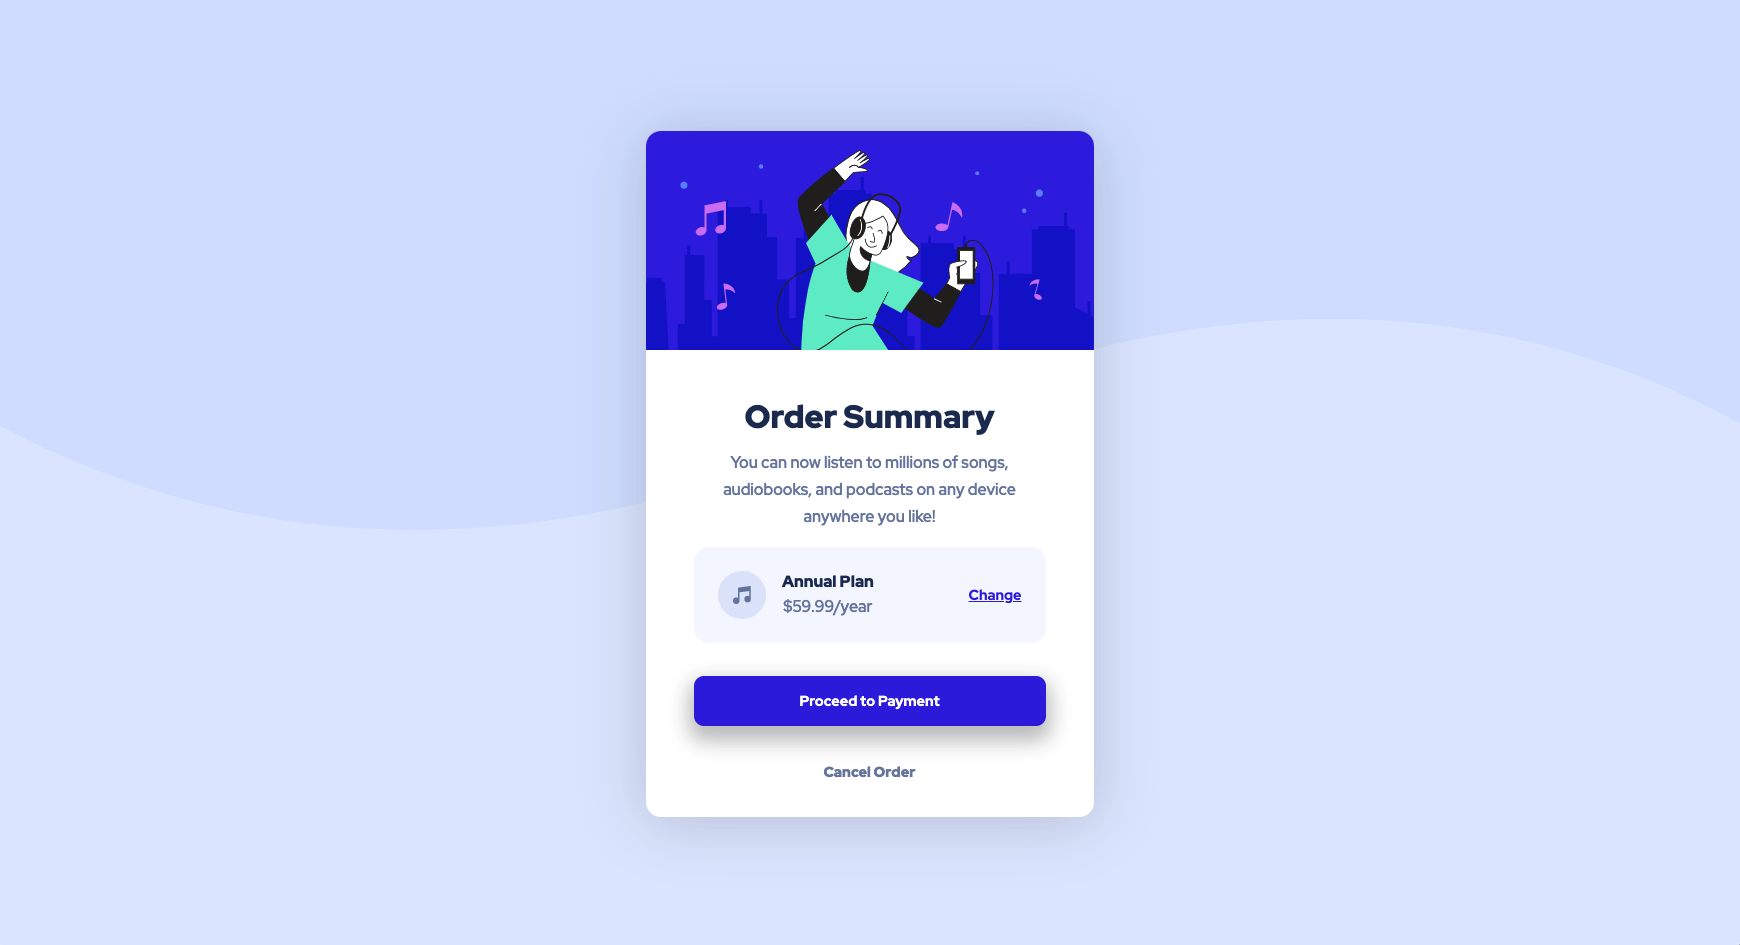 Order Summary
You can now listen to millions of songs,
audiobooks, and podcasts on any device
anywhere you like!
Annual Plan
$59.99/year
Change
Proceed to Payment
Cancel Order